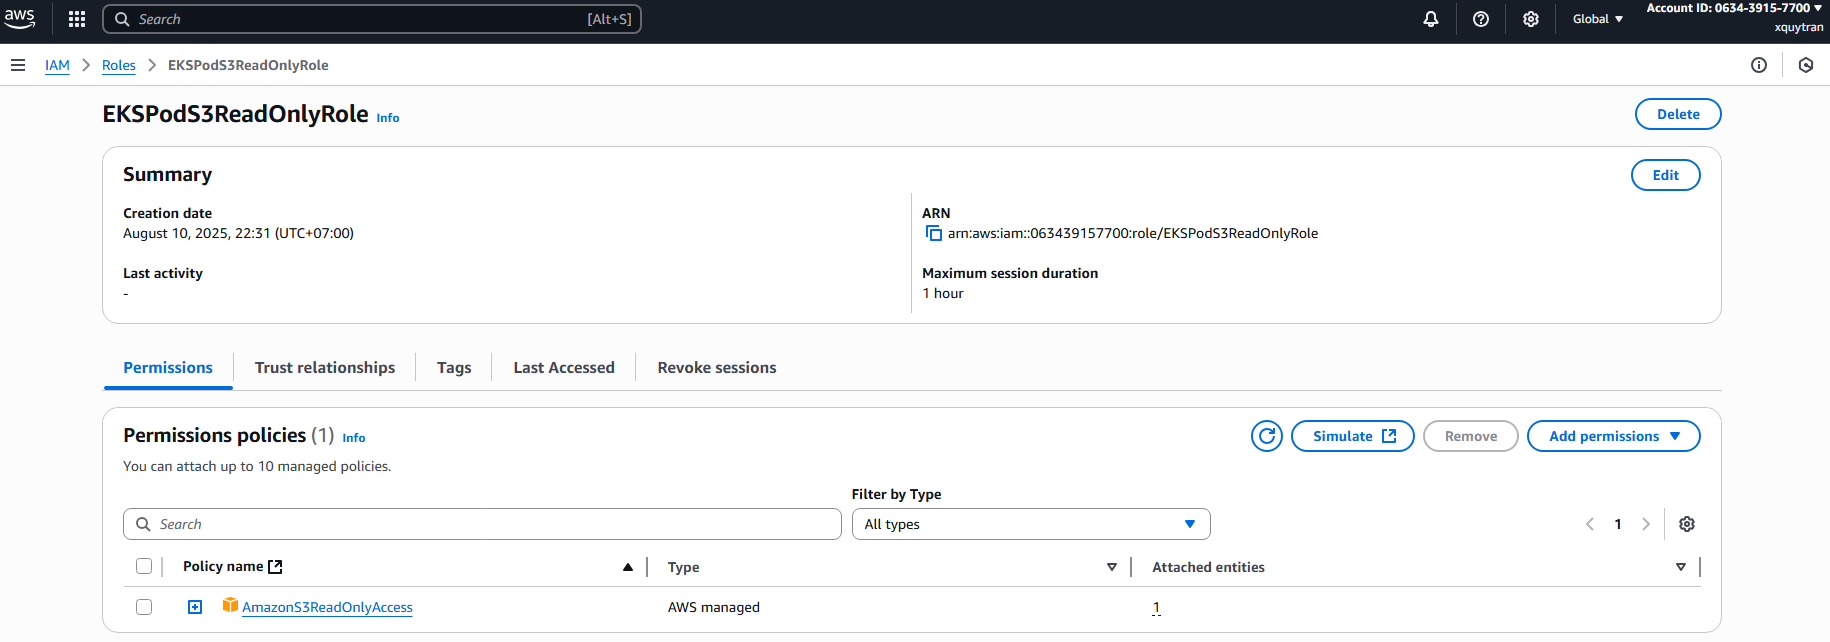 aws
Search [Alt+S]
Global
Account ID: 0634-3915-7700
xquytran
IAM > Roles > EKSPodS3ReadOnlyRole
EKSPodS3ReadOnlyRole Info
Delete
Summary
Edit
Creation date
August 10, 2025, 22:31 (UTC+07:00)
ARN
arn:aws:iam::063439157700:role/EKSPodS3ReadOnlyRole
Last activity
-
Maximum session duration
1 hour
Permissions
Trust relationships
Tags
Last Accessed
Revoke sessions
Permissions policies (1) Info
Simulate
Remove
Add permissions
You can attach up to 10 managed policies.
Filter by Type
Search
All types
1
Policy name
Type
Attached entities
AmazonS3ReadOnlyAccess
AWS managed
1